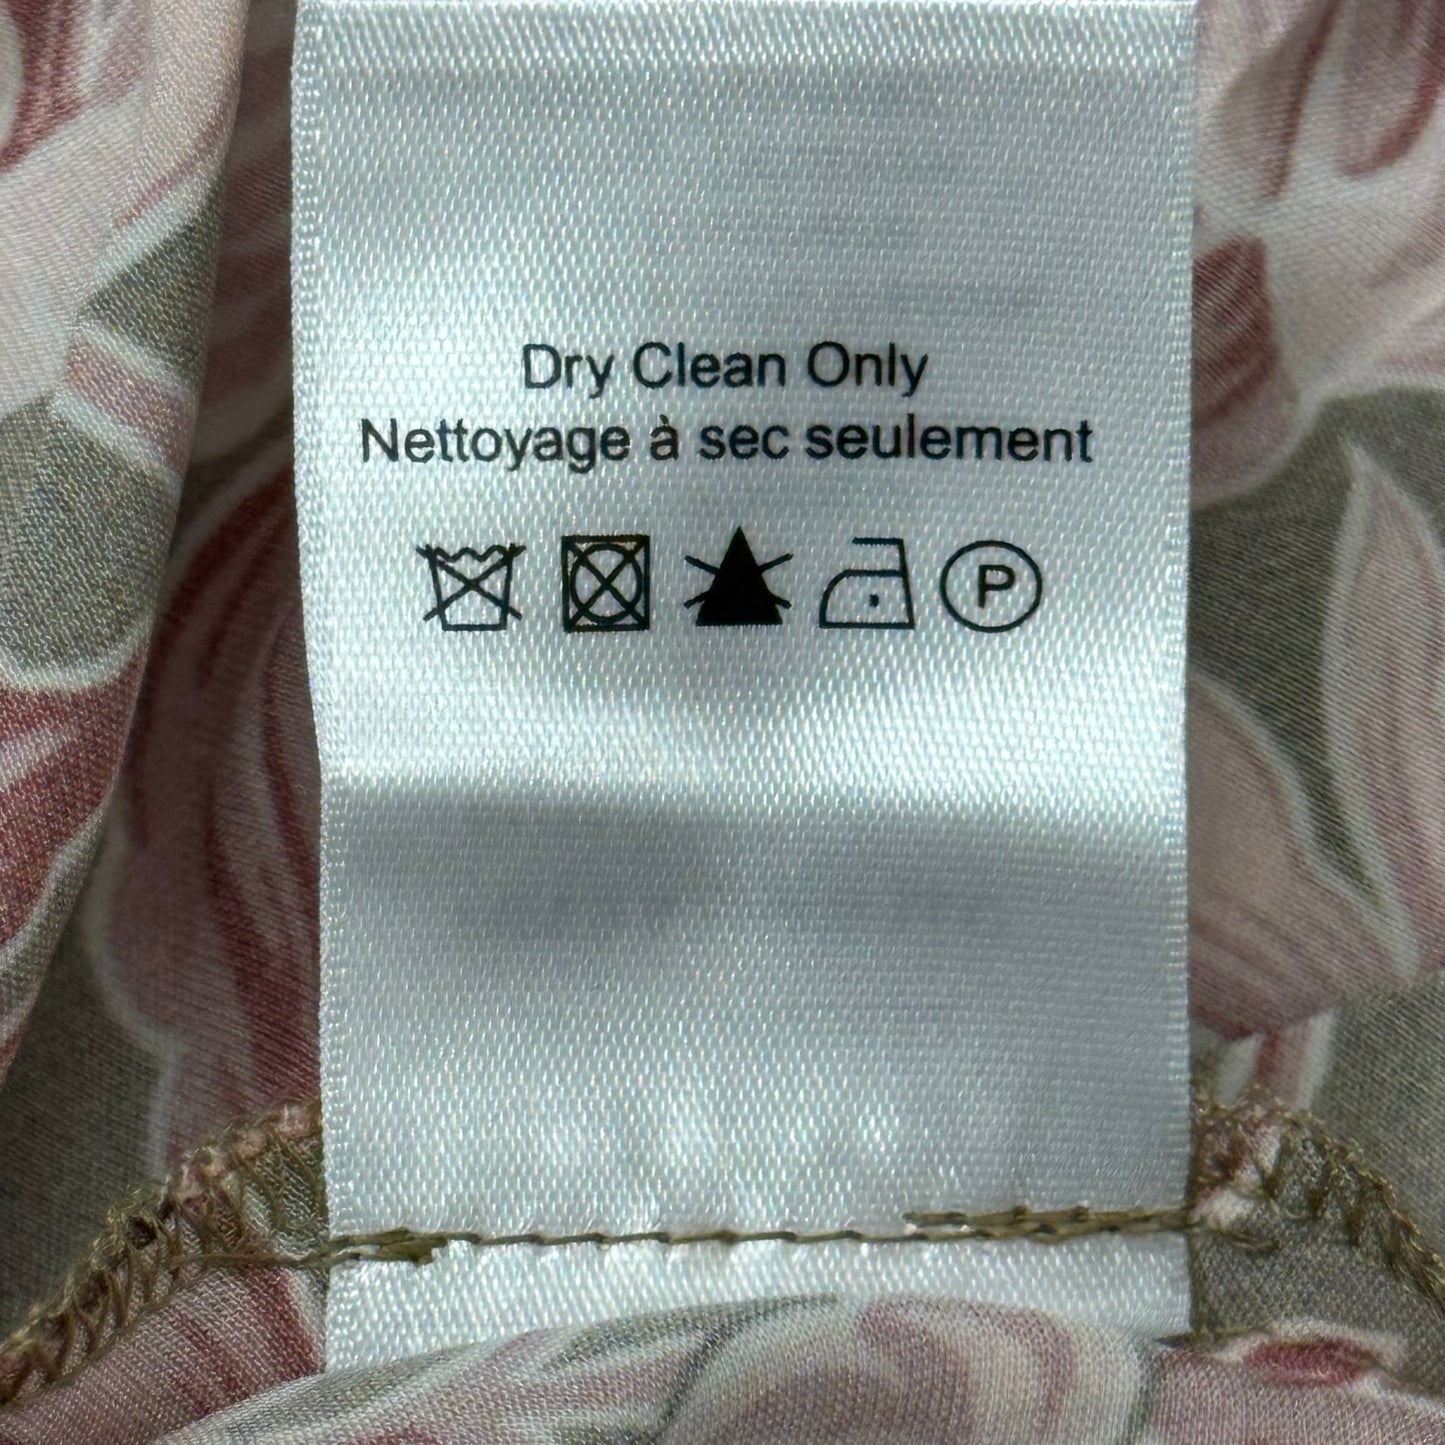 Dry Clean Only
Nettoyage à sec seulement
P